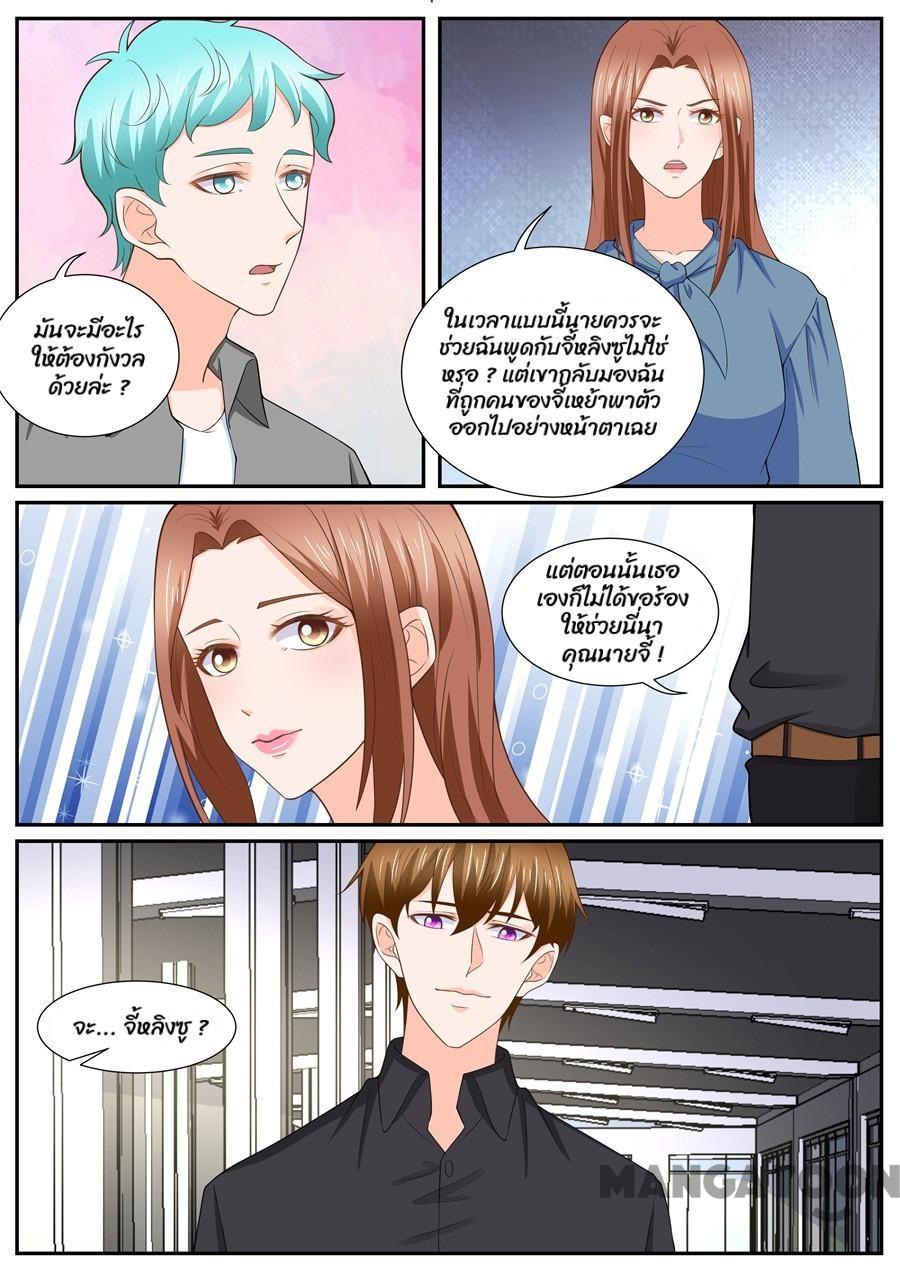 มันจะมีอะไร
ให้ต้องกังวล
ด้วยล่ะ ?
ในเวลาแบบนี้นายควรจะ
ช่วยฉันพูดกับจี้หลิงซูไม่ใช่
หรอ ? แต่เขากลับมองฉัน
ที่ถูกคนของจี้เหย้าพาตัว
ออกไปอย่างหน้าตาเฉย
แต่ตอนนั้นเธอ
เองก็ไม่ได้ขอร้อง
ให้ช่วยนี่นา
คุณนายจี้ !
จะ... จี้หลิงซู ?
MANGATOON